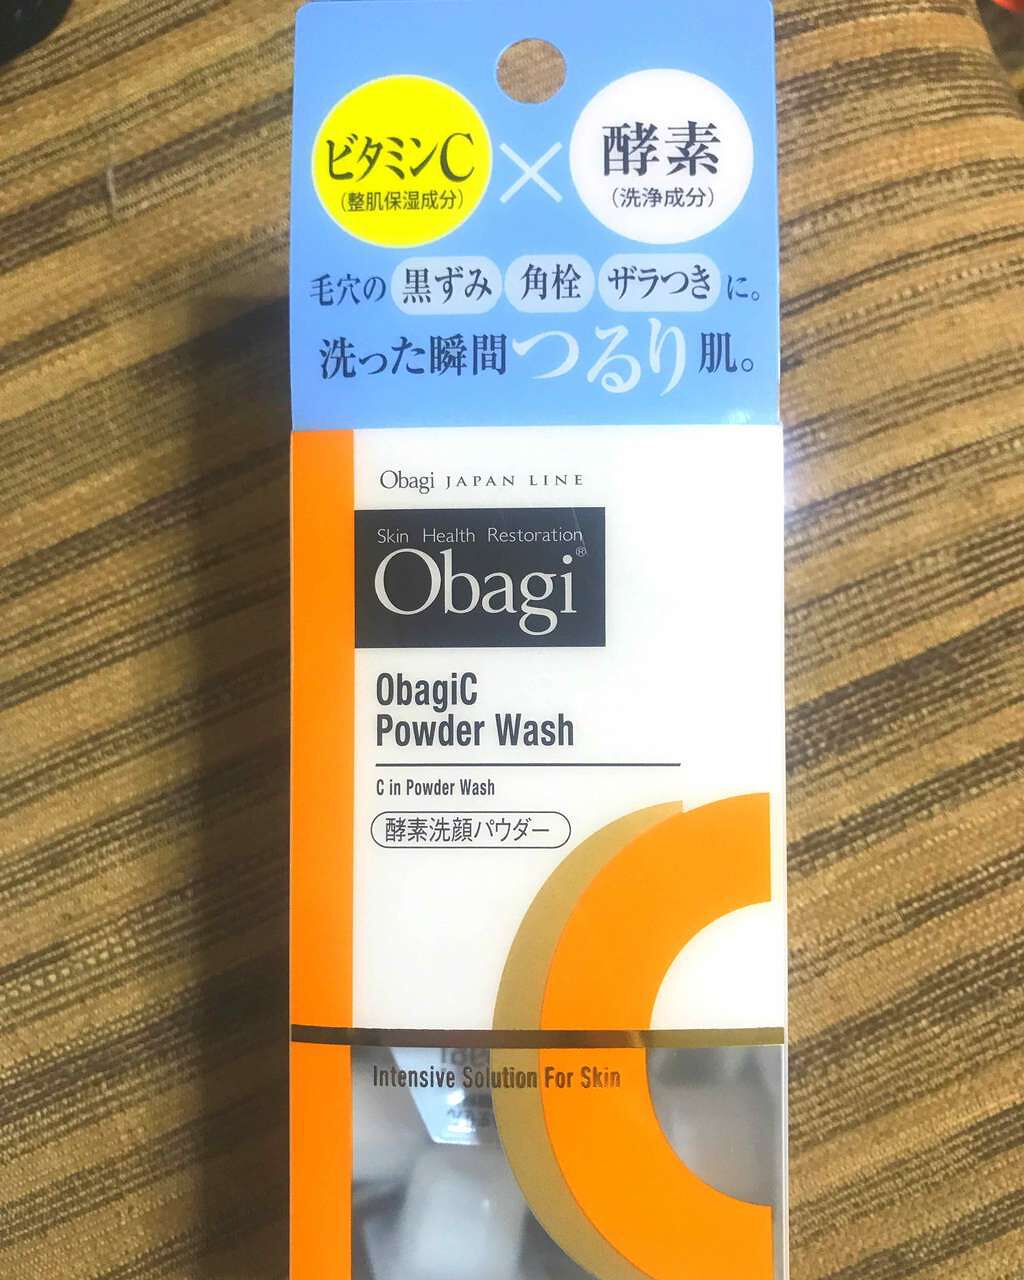 ビタミンC
(整肌保湿成分)
×
酵素
(洗浄成分)
毛穴の 黒ずみ 角栓 ザラつき に。
洗った瞬間つるり肌。
Obagi JAPAN LINE
Skin Health Restoration
Obagi®
ObagiC
Powder Wash
C in Powder Wash
酵素洗顔パウダー
C
Intensive Solution For Skin